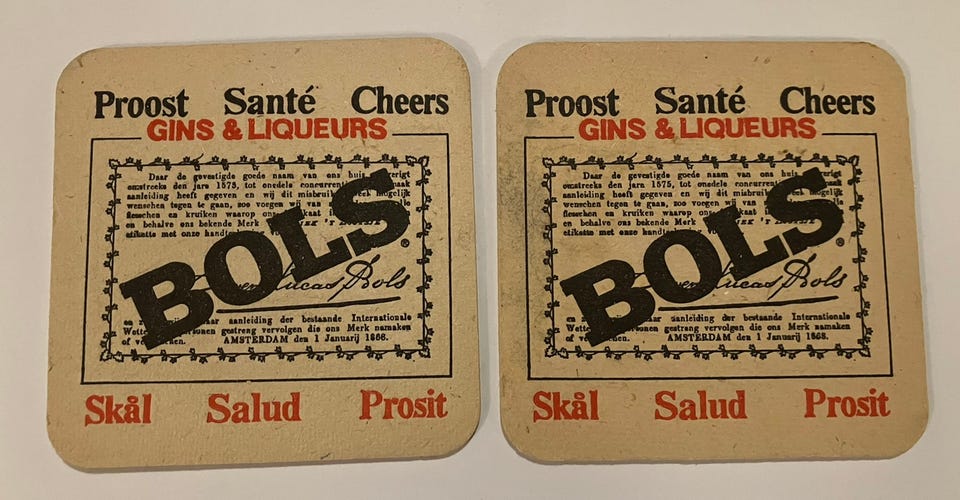 Proost Santé Cheers
GINS & LIQUEURS
Daar de gevestigde goede naam van ons huis
omstreeks den jare 1575, tot onedele
aanleiding heeft gegeven en wij dit
wenschen tegen te gaan, zoo voegen wij van
flesschen en kruiken waarop
en behalve ons bekende Merk 'T
etikette met onze
BOLS®
Lucas Bols
en aanleiding der bestaande Internationale
gestreng vervolgen die ons Merk namaken
of AMSTERDAM den 1 Januarij 1868.
Skål Salud Prosit
Proost Santé Cheers
GINS & LIQUEURS
Daar de gevestigde goede naam van ons huis
omstreeks den jare 1575, tot onedele
aanleiding heeft gegeven en wij dit misbruik mogelijk
wenschen tegen te gaan, zoo voegen wij van
flesschen en kruiken waarop
en behalve ons bekende Merk 'T
etikette met onze
BOLS®
Lucas Bols
en aanleiding der bestaande Internationale
gestreng vervolgen die ons Merk namaken
of AMSTERDAM den 1 Januarij 1868.
Skål Salud Prosit